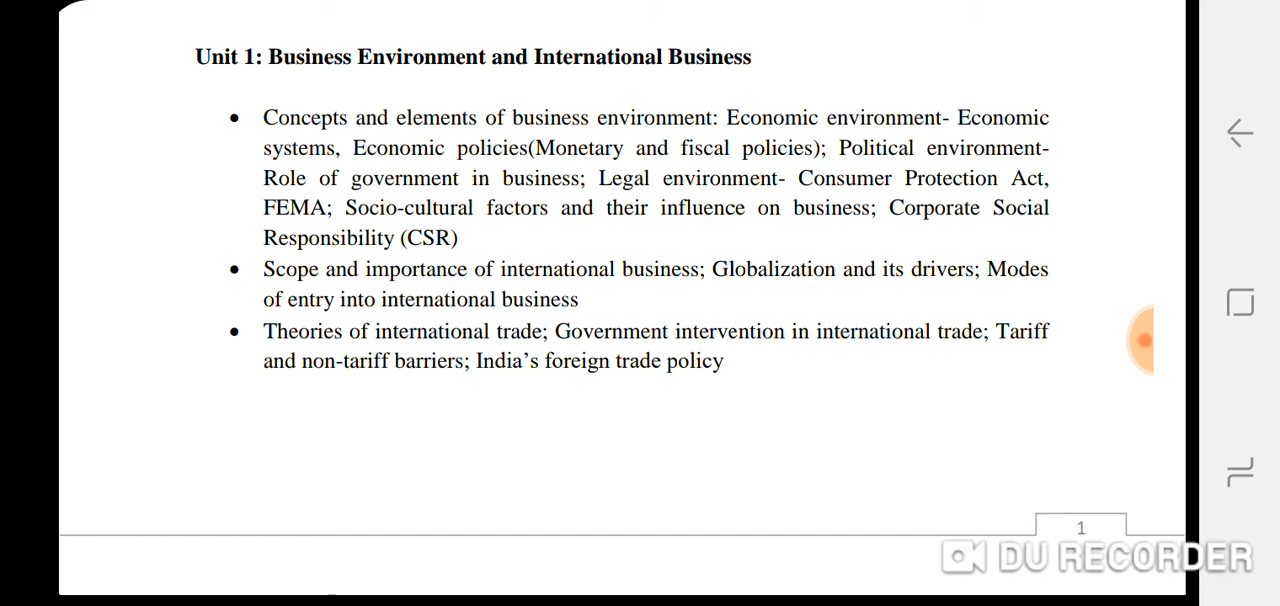 Unit 1: Business Environment and International Business
• Concepts and elements of business environment: Economic environment- Economic
systems, Economic policies(Monetary and fiscal policies); Political environment-
Role of government in business; Legal environment- Consumer Protection Act,
FEMA; Socio-cultural factors and their influence on business; Corporate Social
Responsibility (CSR)
• Scope and importance of international business; Globalization and its drivers; Modes
of entry into international business
• Theories of international trade; Government intervention in international trade; Tariff
and non-tariff barriers; India’s foreign trade policy
1
DU RECORDER